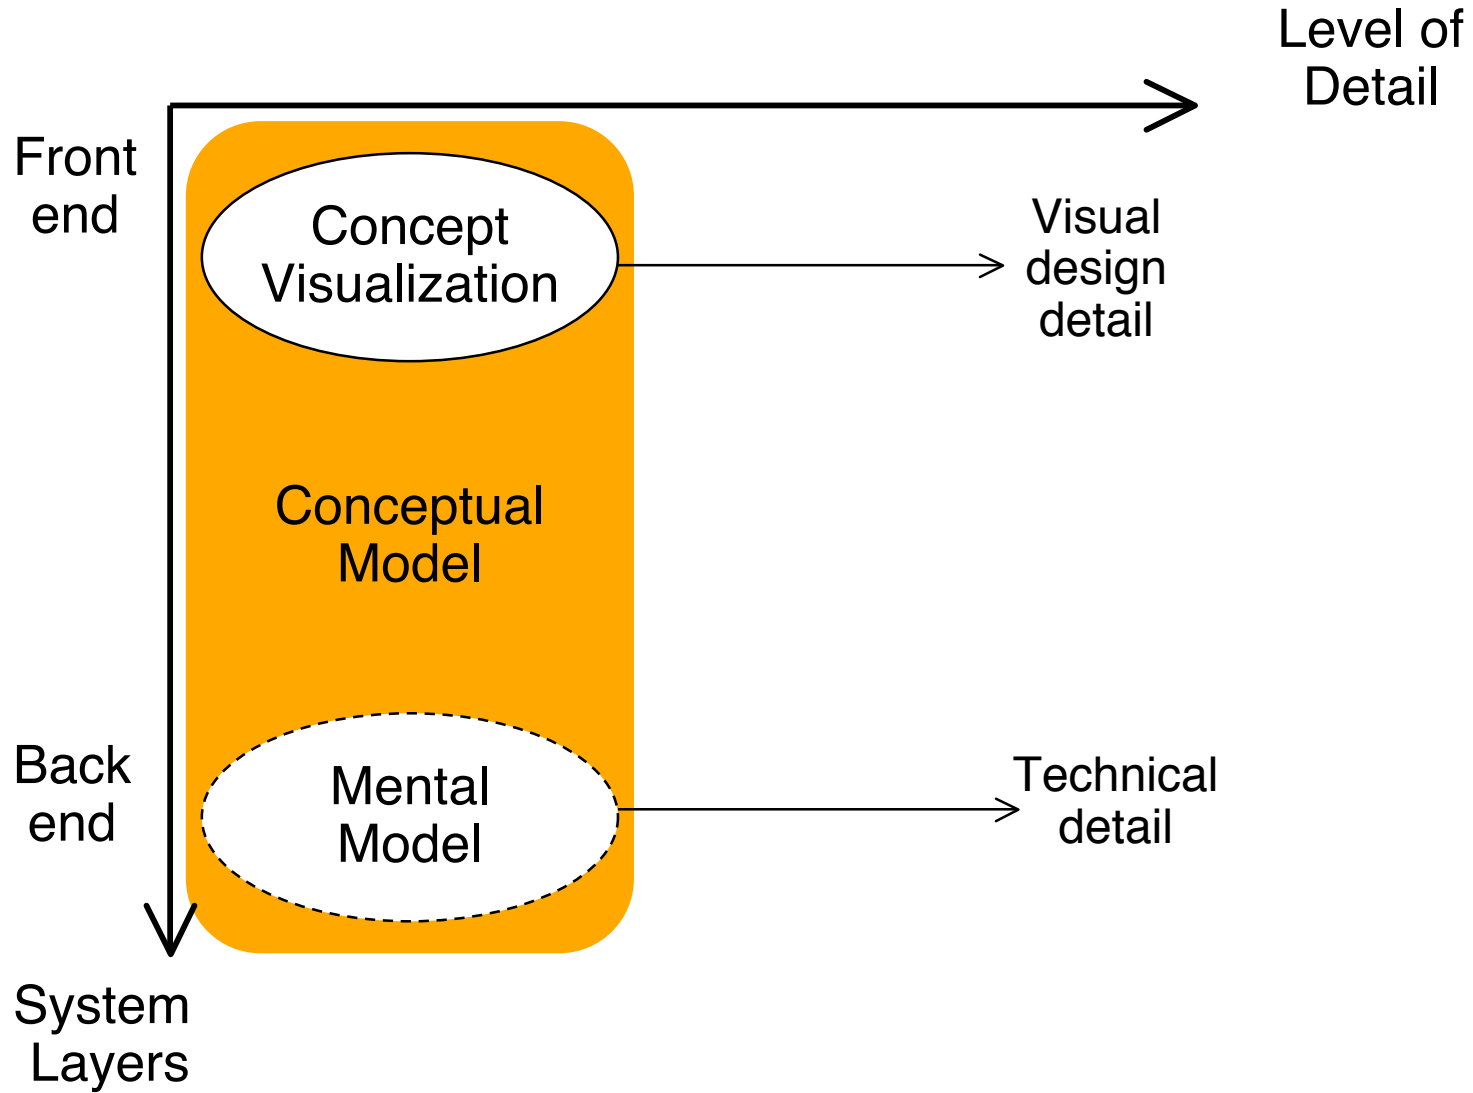 Level of
Detail
Front
end
Concept
Visualization
Visual
design
detail
Conceptual
Model
Back
end
Mental
Model
Technical
detail
System
Layers